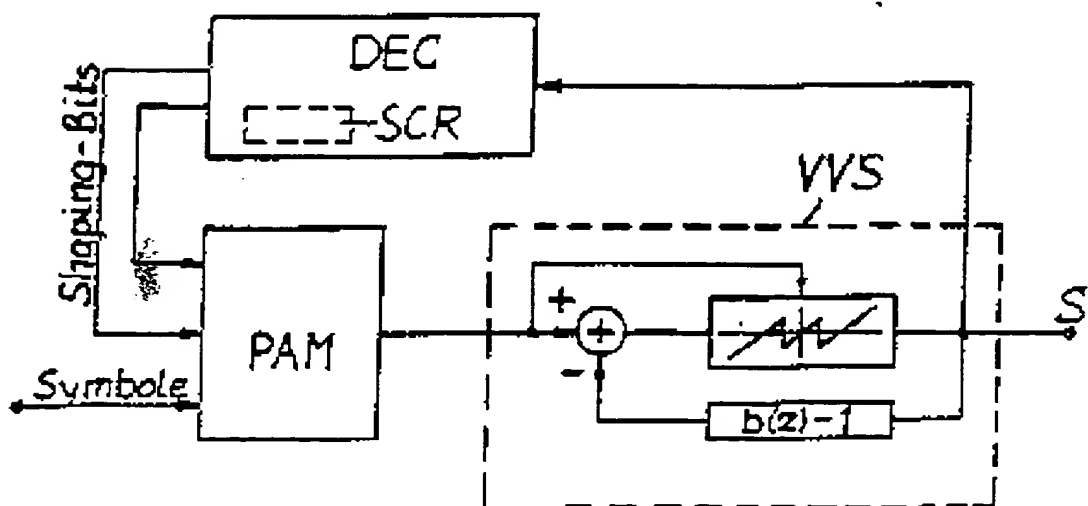 DEC
SCR
Shaping-Bits
VVS
PAM
Symbole
+
+
-
b(z)-1
S